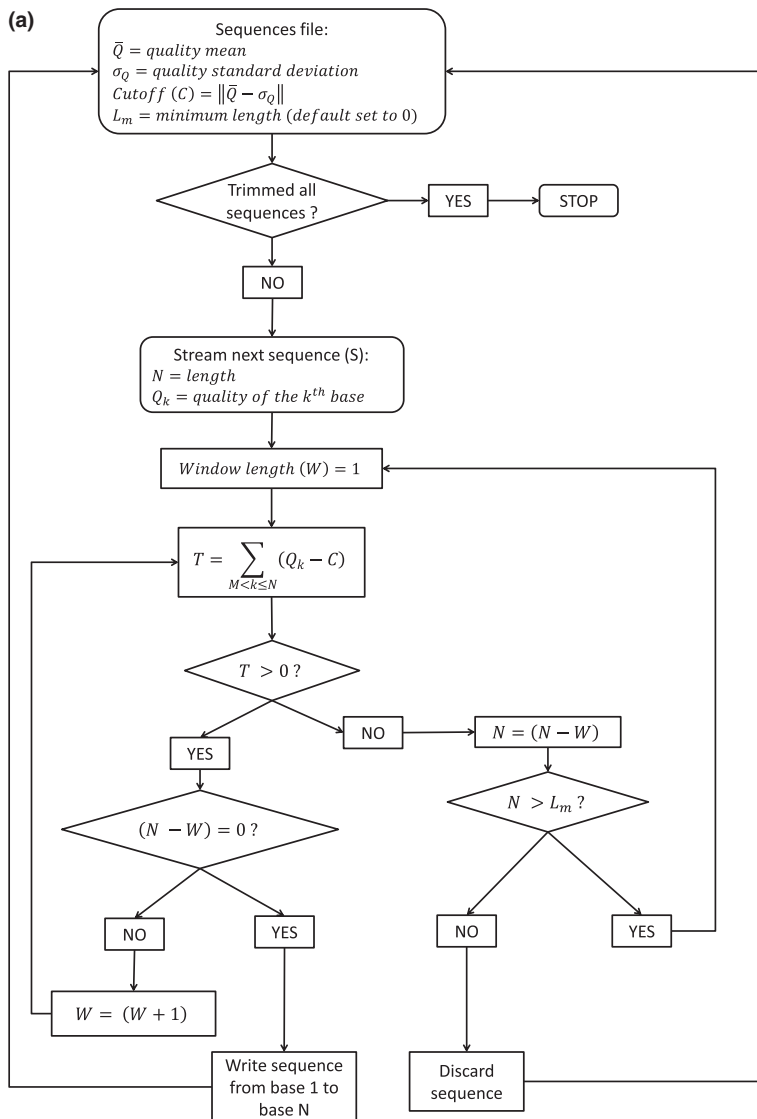 (a)
Sequences file:
Q̄ = quality mean
σ_Q = quality standard deviation
Cutoff (C) = ‖Q̄ − σ_Q‖
L_m = minimum length (default set to 0)
Trimmed all
sequences ?
YES
STOP
NO
Stream next sequence (S):
N = length
Q_k = quality of the k^th base
Window length (W) = 1
T = ∑ (Q_k − C)
M<k≤N
T > 0 ?
NO
N = (N − W)
YES
N > L_m ?
(N − W) = 0 ?
NO
YES
NO
YES
W = (W + 1)
Write sequence
from base 1 to
base N
Discard
sequence